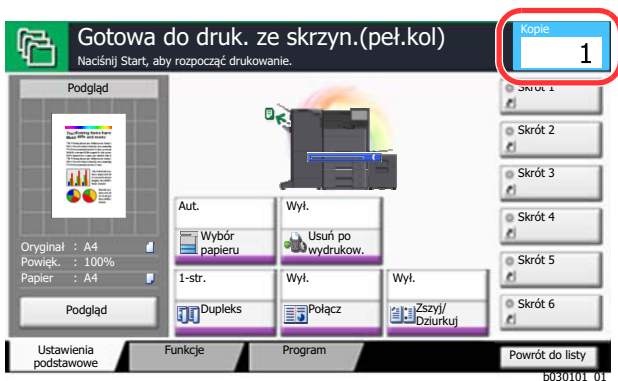 Gotowa do druk. ze skrzyn.(peł.kol)
Naciśnij Start, aby rozpocząć drukowanie.
Kopie
1
Podgląd
Oryginał : A4
Powięk. : 100%
Papier : A4
Podgląd
Aut.
Wybór
papieru
Wył.
Usuń po
wydrukow.
1-str.
Dupleks
Wył.
Połącz
Wył.
Zszyj/
Dziurkuj
Skrót 1
Skrót 2
Skrót 3
Skrót 4
Skrót 5
Skrót 6
Ustawienia
podstawowe
Funkcje
Program
Powrót do listy
b030101_01